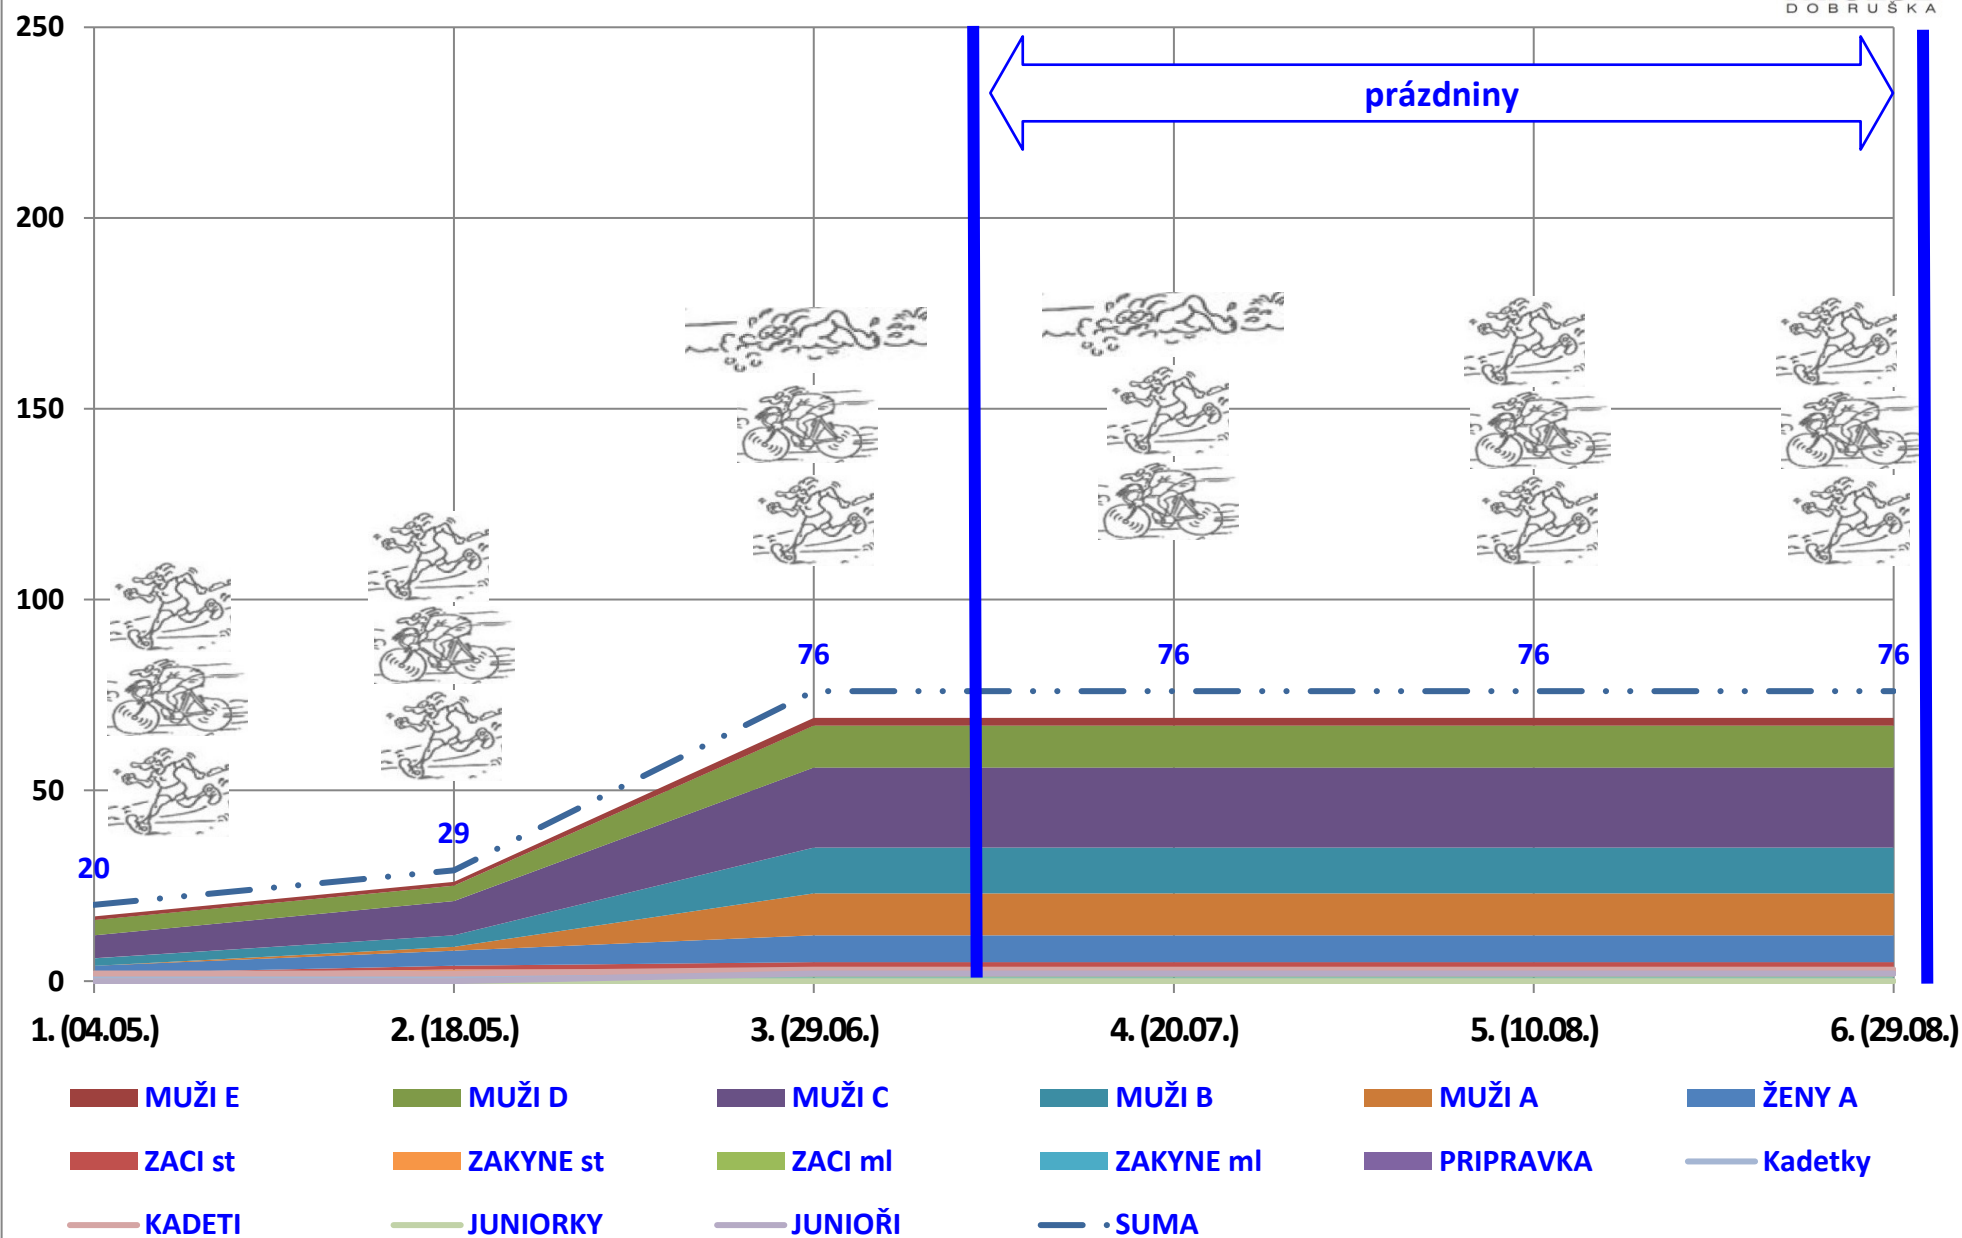 DOBRUŠKA
250
prázdniny
200
150
100
76 76 76 76
50
29
20
0
1. (04.05.) 2. (18.05.) 3. (29.06.) 4. (20.07.) 5. (10.08.) 6. (29.08.)
MUŽI E MUŽI D MUŽI C MUŽI B MUŽI A ŽENY A
ZACI st ZAKYNE st ZACI ml ZAKYNE ml PRIPRAVKA Kadetky
KADETI JUNIORKY JUNIOŘI SUMA